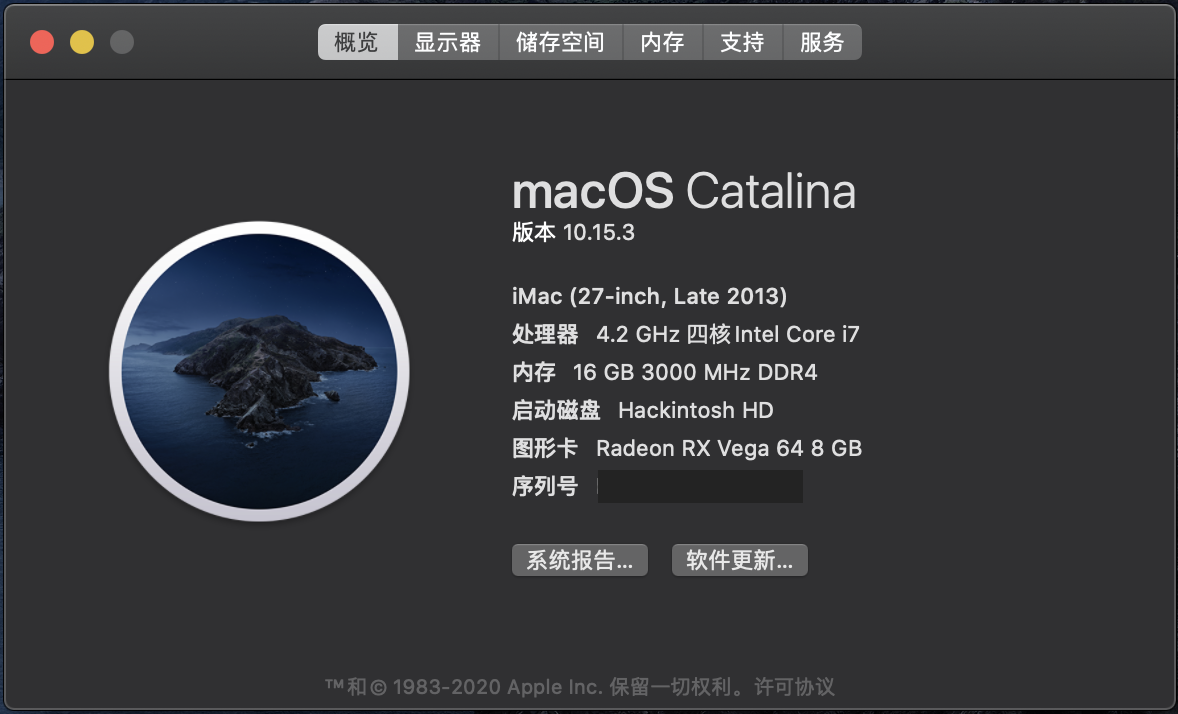 概览 显示器 储存空间 内存 支持 服务
macOS Catalina
版本 10.15.3
iMac (27-inch, Late 2013)
处理器 4.2 GHz 四核Intel Core i7
内存 16 GB 3000 MHz DDR4
启动磁盘 Hackintosh HD
图形卡 Radeon RX Vega 64 8 GB
序列号
系统报告... 软件更新...
™和© 1983-2020 Apple Inc. 保留一切权利。许可协议